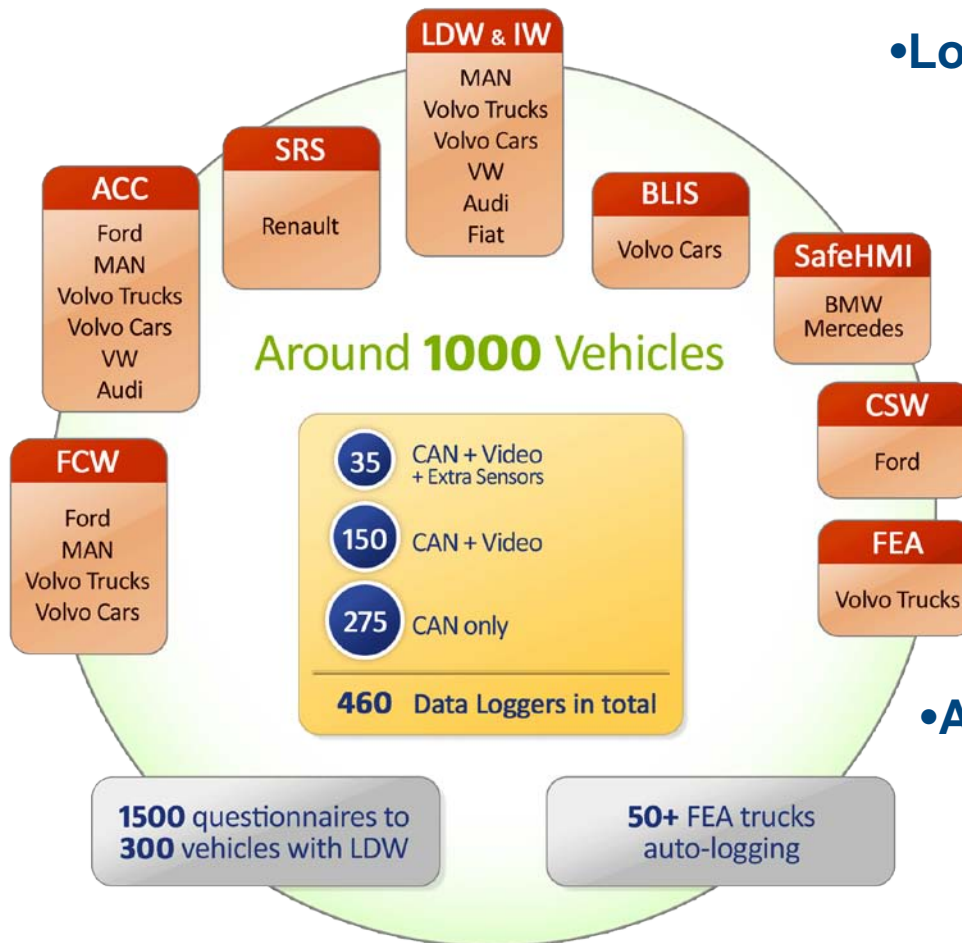 LDW & IW
MAN
Volvo Trucks
Volvo Cars
VW
Audi
Fiat
•Lo
SRS
Renault
ACC
Ford
MAN
Volvo Trucks
Volvo Cars
VW
Audi
BLIS
Volvo Cars
SafeHMI
BMW
Mercedes
Around 1000 Vehicles
CSW
Ford
FCW
Ford
MAN
Volvo Trucks
Volvo Cars
FEA
Volvo Trucks
35 CAN + Video
+ Extra Sensors
150 CAN + Video
275 CAN only
460 Data Loggers in total
•A
1500 questionnaires to
300 vehicles with LDW
50+ FEA trucks
auto-logging